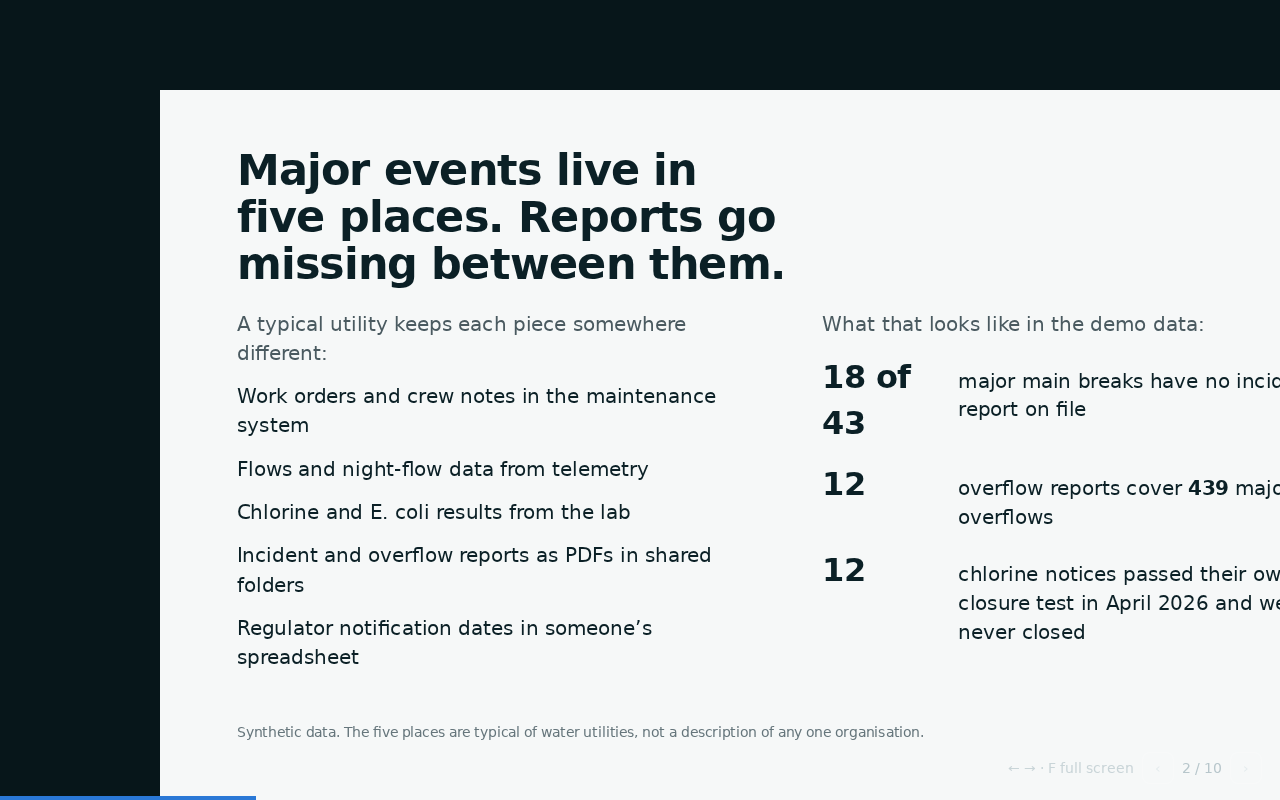 Major events live in
five places. Reports go
missing between them.
A typical utility keeps each piece somewhere
different:
Work orders and crew notes in the maintenance
system
Flows and night-flow data from telemetry
Chlorine and E. coli results from the lab
Incident and overflow reports as PDFs in shared
folders
Regulator notification dates in someone’s
spreadsheet
What that looks like in the demo data:
18 of
43
major main breaks have no
report on file
12
overflow reports cover 439
overflows
12
chlorine notices passed their
closure test in April 2026 and
never closed
Synthetic data. The five places are typical of water utilities, not a description of any one organisation.
← → · F full screen ‹ 2 / 10 ›